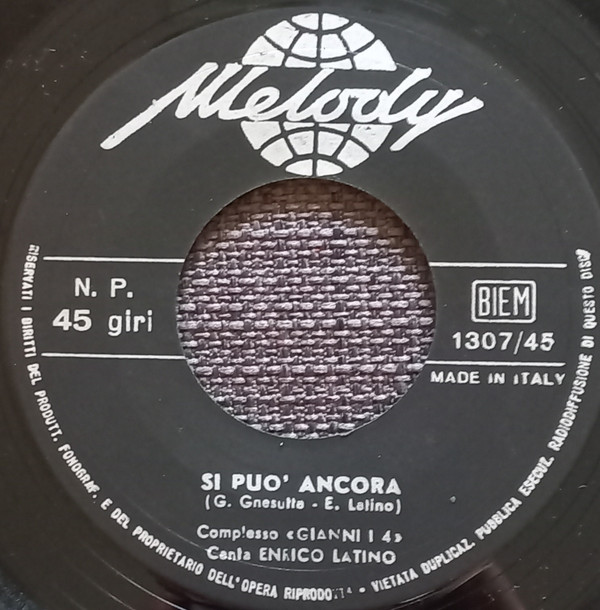 Melody
N. P.
45 giri
BIEM
1307/45
MADE IN ITALY
SI PUO' ANCORA
(G. Gnesutta - E. Latino)
Complesso «GIANNI I 4»
Canta ENRICO LATINO
RISERVATI I DIRITTI DEL PRODUTT. FONOGRAF. E DEL PROPRIETARIO DELL'OPERA RIPRODOTTA • VIETATA DUPLICAZ. PUBBLICA ESECUZ. RADIODIFFUSIONE DI QUESTO DISCO